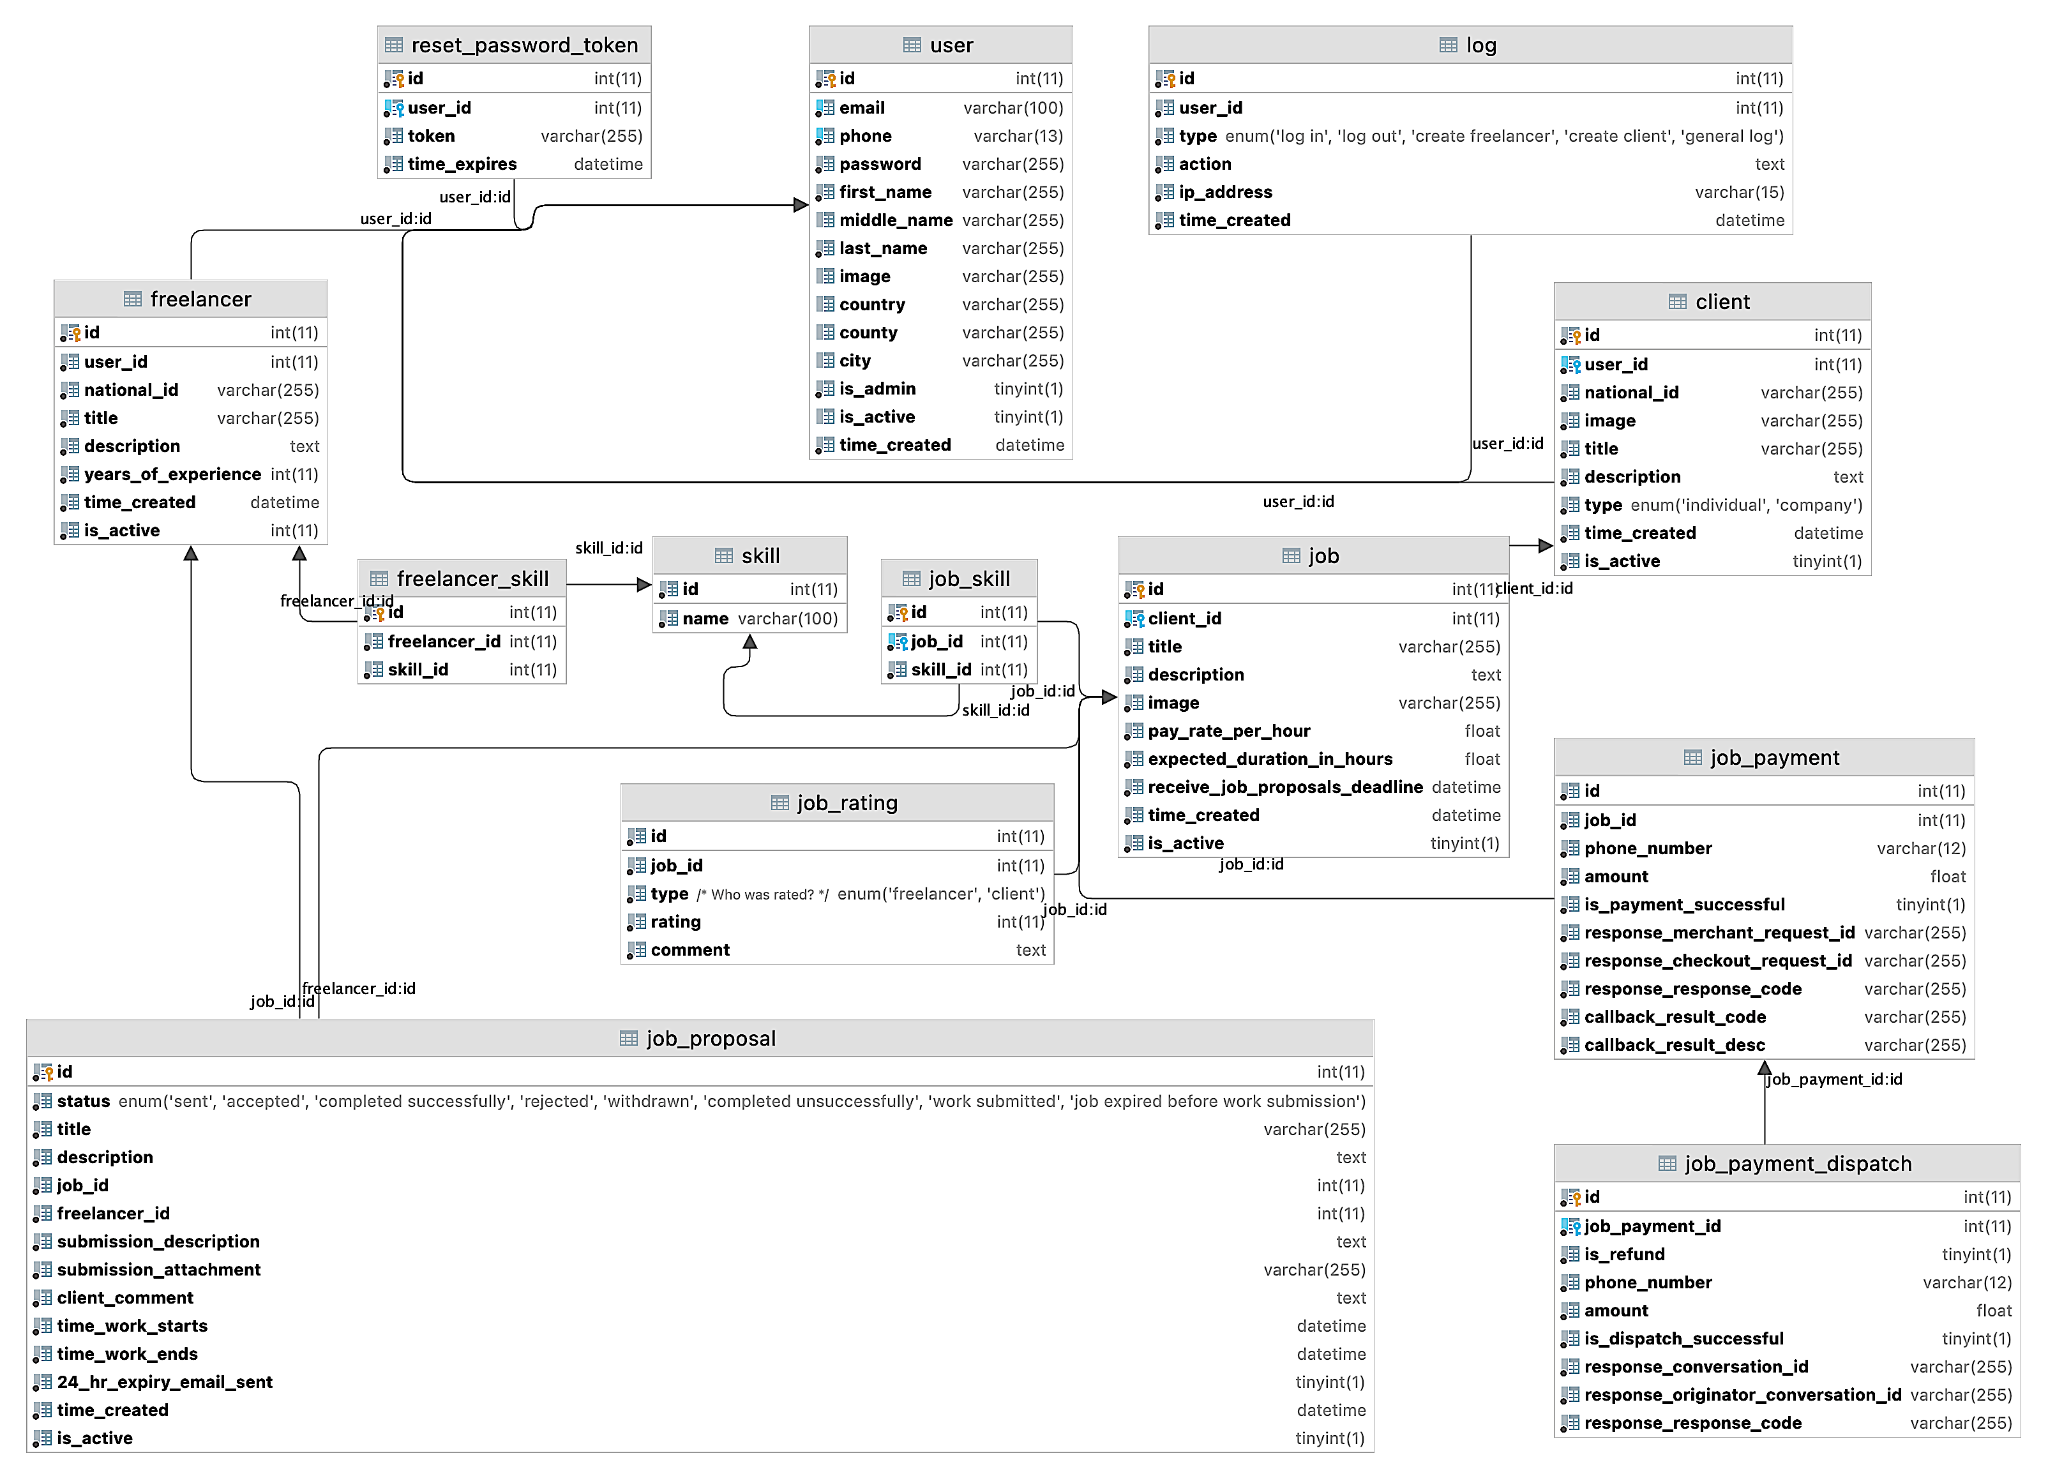 reset_password_token
id int(11)
user_id int(11)
token varchar(255)
time_expires datetime
user
id int(11)
email varchar(100)
phone varchar(13)
password varchar(255)
first_name varchar(255)
middle_name varchar(255)
last_name varchar(255)
image varchar(255)
country varchar(255)
county varchar(255)
city varchar(255)
is_admin tinyint(1)
is_active tinyint(1)
time_created datetime
log
id int(11)
user_id int(11)
type enum('log in', 'log out', 'create freelancer', 'create client', 'general log')
action text
ip_address varchar(15)
time_created datetime
user_id:id
user_id:id
freelancer
id int(11)
user_id int(11)
national_id varchar(255)
title varchar(255)
description text
years_of_experience int(11)
time_created datetime
is_active int(11)
client
id int(11)
user_id int(11)
national_id varchar(255)
image varchar(255)
title varchar(255)
description text
type enum('individual', 'company')
time_created datetime
is_active tinyint(1)
user_id:id
user_id:id
skill_id:id
freelancer_id:id
freelancer_skill
id int(11)
freelancer_id int(11)
skill_id int(11)
skill
id int(11)
name varchar(100)
job_skill
id int(11)
job_id int(11)
skill_id int(11)
job_id:id
skill_id:id
job
id int(11)
client_id int(11)
title varchar(255)
description text
image varchar(255)
pay_rate_per_hour float
expected_duration_in_hours float
receive_job_proposals_deadline datetime
time_created datetime
is_active tinyint(1)
client_id:id
job_id:id
job_rating
id int(11)
job_id int(11)
type /* Who was rated? */ enum('freelancer', 'client')
rating int(11)
comment text
job_id:id
job_payment
id int(11)
job_id int(11)
phone_number varchar(12)
amount float
is_payment_successful tinyint(1)
response_merchant_request_id varchar(255)
response_checkout_request_id varchar(255)
response_response_code varchar(255)
callback_result_code varchar(255)
callback_result_desc varchar(255)
job_payment_id:id
freelancer_id:id
job_id:id
job_proposal
id int(11)
status enum('sent', 'accepted', 'completed successfully', 'rejected', 'withdrawn', 'completed unsuccessfully', 'work submitted', 'job expired before work submission')
title varchar(255)
description text
job_id int(11)
freelancer_id int(11)
submission_description text
submission_attachment varchar(255)
client_comment text
time_work_starts datetime
time_work_ends datetime
24_hr_expiry_email_sent tinyint(1)
time_created datetime
is_active tinyint(1)
job_payment_dispatch
id int(11)
job_payment_id int(11)
is_refund tinyint(1)
phone_number varchar(12)
amount float
is_dispatch_successful tinyint(1)
response_conversation_id varchar(255)
response_originator_conversation_id varchar(255)
response_response_code varchar(255)